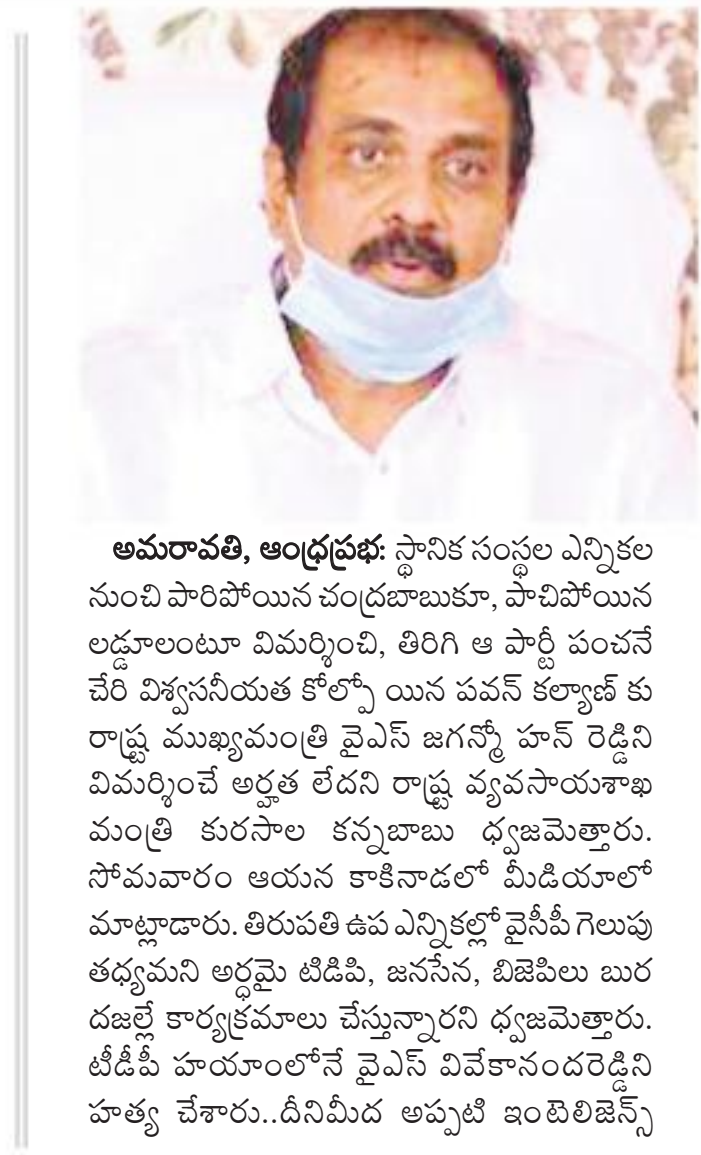 అమరావతి, ఆంధ్రప్రభ: స్థానిక సంస్థల ఎన్నికల
నుంచి పారిపోయిన చంద్రబాబుకూ, పాచిపోయిన
లడ్డూలంటూ విమర్శించి, తిరిగి ఆ పార్టీ పంచనే
చేరి విశ్వసనీయత కోల్పో యిన పవన్ కల్యాణ్ కు
రాష్ట్ర ముఖ్యమంత్రి వైఎస్ జగన్మో హన్ రెడ్డిని
విమర్శించే అర్హత లేదని రాష్ట్ర వ్యవసాయశాఖ
మంత్రి కురసాల కన్నబాబు ధ్వజమెత్తారు.
సోమవారం ఆయన కాకినాడలో మీడియాలో
మాట్లాడారు. తిరుపతి ఉప ఎన్నికల్లో వైసీపీ గెలుపు
తథ్యమని అర్ధమై టిడిపి, జనసేన, బిజెపిలు బుర
దజల్లే కార్యక్రమాలు చేస్తున్నారని ధ్వజమెత్తారు.
టీడీపీ హయాంలోనే వైఎస్ వివేకానందరెడ్డిని
హత్య చేశారు..దీనిమీద అప్పటి ఇంటెలిజెన్స్